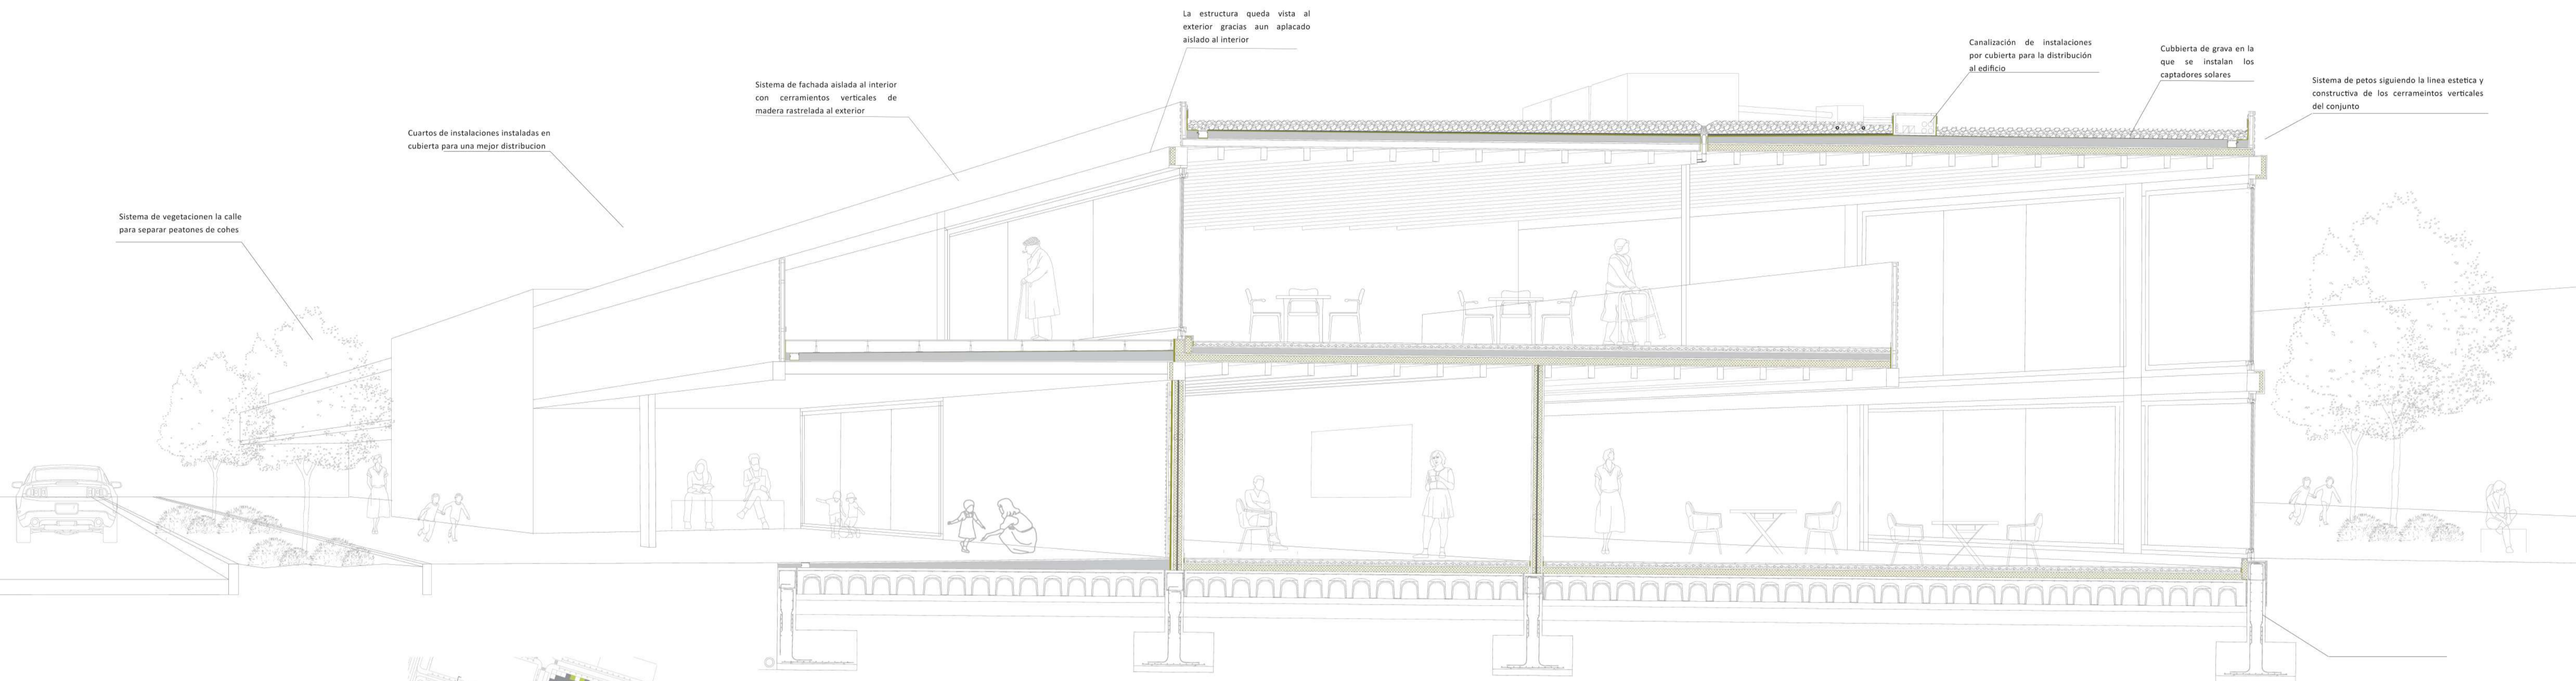 Sistema de vegetacionen la calle
para separar peatones de cohes
Cuartos de instalaciones instaladas en
cubierta para una mejor distribucion
Sistema de fachada aislada al interior
con cerramientos verticales de
madera rastrelada al exterior
La estructura queda vista al
exterior gracias aun aplacado
aislado al interior
Canalización de instalaciones
por cubierta para la distribución
al edificio
Cubbierta de grava en la
que se instalan los
captadores solares
Sistema de petos siguiendo la linea estetica y
constructiva de los cerrameintos verticales
del conjunto